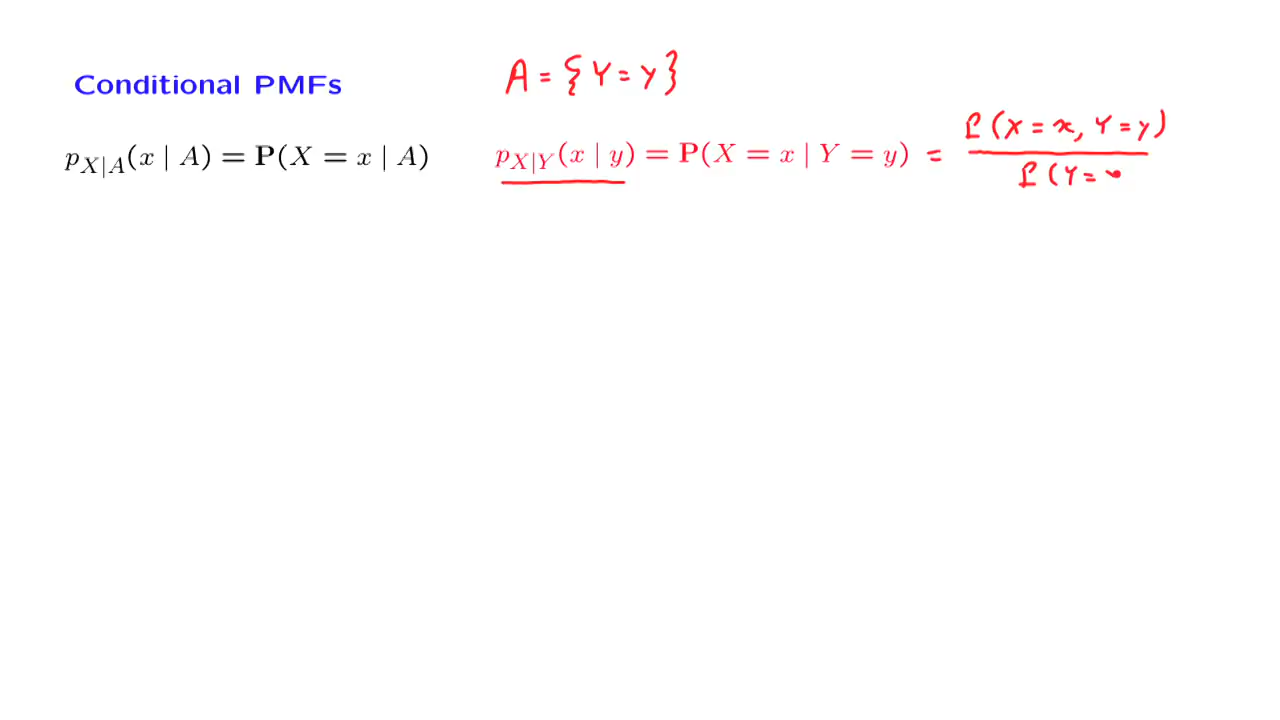 Conditional PMFs
A = {Y = y}
p_{X|A}(x | A) = P(X = x | A)
p_{X|Y}(x | y) = P(X = x | Y = y) = P(X = x, Y = y) / P(Y =